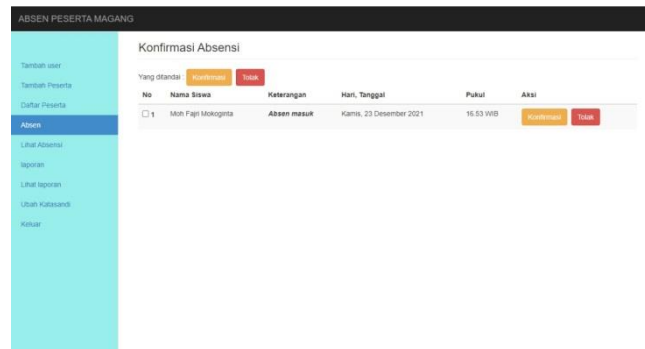 ABSEN PESERTA MAGANG
Tambah user
Tambah Peserta
Daftar Peserta
Absen
Lihat Absensi
laporan
Lihat laporan
Ubah Katasandi
Keluar
Konfirmasi Absensi
Yang ditandai : Konfirmasi Tolak
No Nama Siswa Keterangan Hari, Tanggal Pukul Aksi
1 Moh Fajri Mokoginta Absen masuk Kamis, 23 Desember 2021 16.53 WIB Konfirmasi Tolak